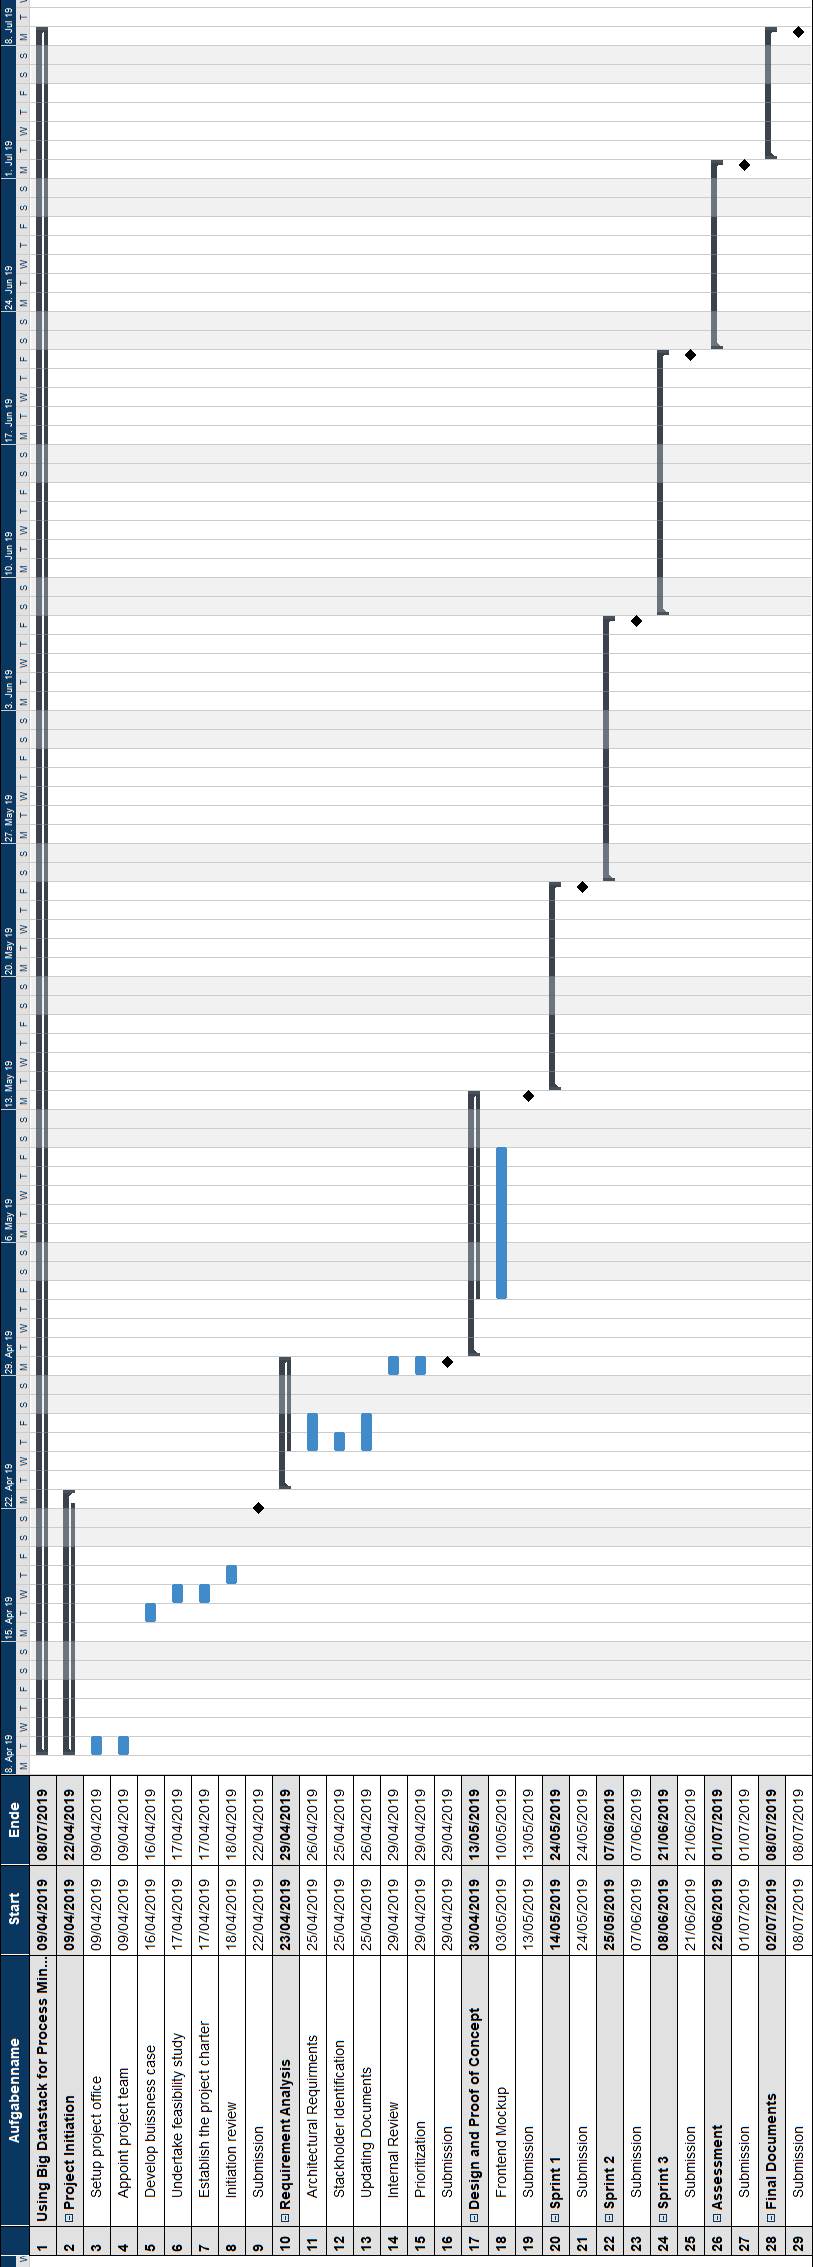 Aufgabenname Start Ende 8. Apr 19 15. Apr 19 22. Apr 19 29. Apr 19 6. May 19 13. May 19 20. May 19 27. May 19 3. Jun 19 10. Jun 19 17. Jun 19 24. Jun 19 1. Jul 19 8. Jul 19
M T W T F S S M T W T F S S M T W T F S S M T W T F S S M T W T F S S M T W T F S S M T W T F S S M T W T F S S M T W T F S S M T W T F S S M T W T F S S M T W T F S S M T W T F S S M T
1 Using Big Datastack for Process Min... 09/04/2019 08/07/2019
2 Project Initiation 09/04/2019 22/04/2019
3 Setup project office 09/04/2019 09/04/2019
4 Appoint project team 09/04/2019 09/04/2019
5 Develop buissness case 16/04/2019 16/04/2019
6 Undertake feasibility study 17/04/2019 17/04/2019
7 Establish the project charter 17/04/2019 17/04/2019
8 Initiation review 18/04/2019 18/04/2019
9 Submission 22/04/2019 22/04/2019
10 Requirement Analysis 23/04/2019 29/04/2019
11 Architectural Requirments 25/04/2019 26/04/2019
12 Stackholder Identification 25/04/2019 25/04/2019
13 Updating Documents 25/04/2019 26/04/2019
14 Internal Review 29/04/2019 29/04/2019
15 Prioritization 29/04/2019 29/04/2019
16 Submission 29/04/2019 29/04/2019
17 Design and Proof of Concept 30/04/2019 13/05/2019
18 Frontend Mockup 03/05/2019 10/05/2019
19 Submission 13/05/2019 13/05/2019
20 Sprint 1 14/05/2019 24/05/2019
21 Submission 24/05/2019 24/05/2019
22 Sprint 2 25/05/2019 07/06/2019
23 Submission 07/06/2019 07/06/2019
24 Sprint 3 08/06/2019 21/06/2019
25 Submission 21/06/2019 21/06/2019
26 Assessment 22/06/2019 01/07/2019
27 Submission 01/07/2019 01/07/2019
28 Final Documents 02/07/2019 08/07/2019
29 Submission 08/07/2019 08/07/2019